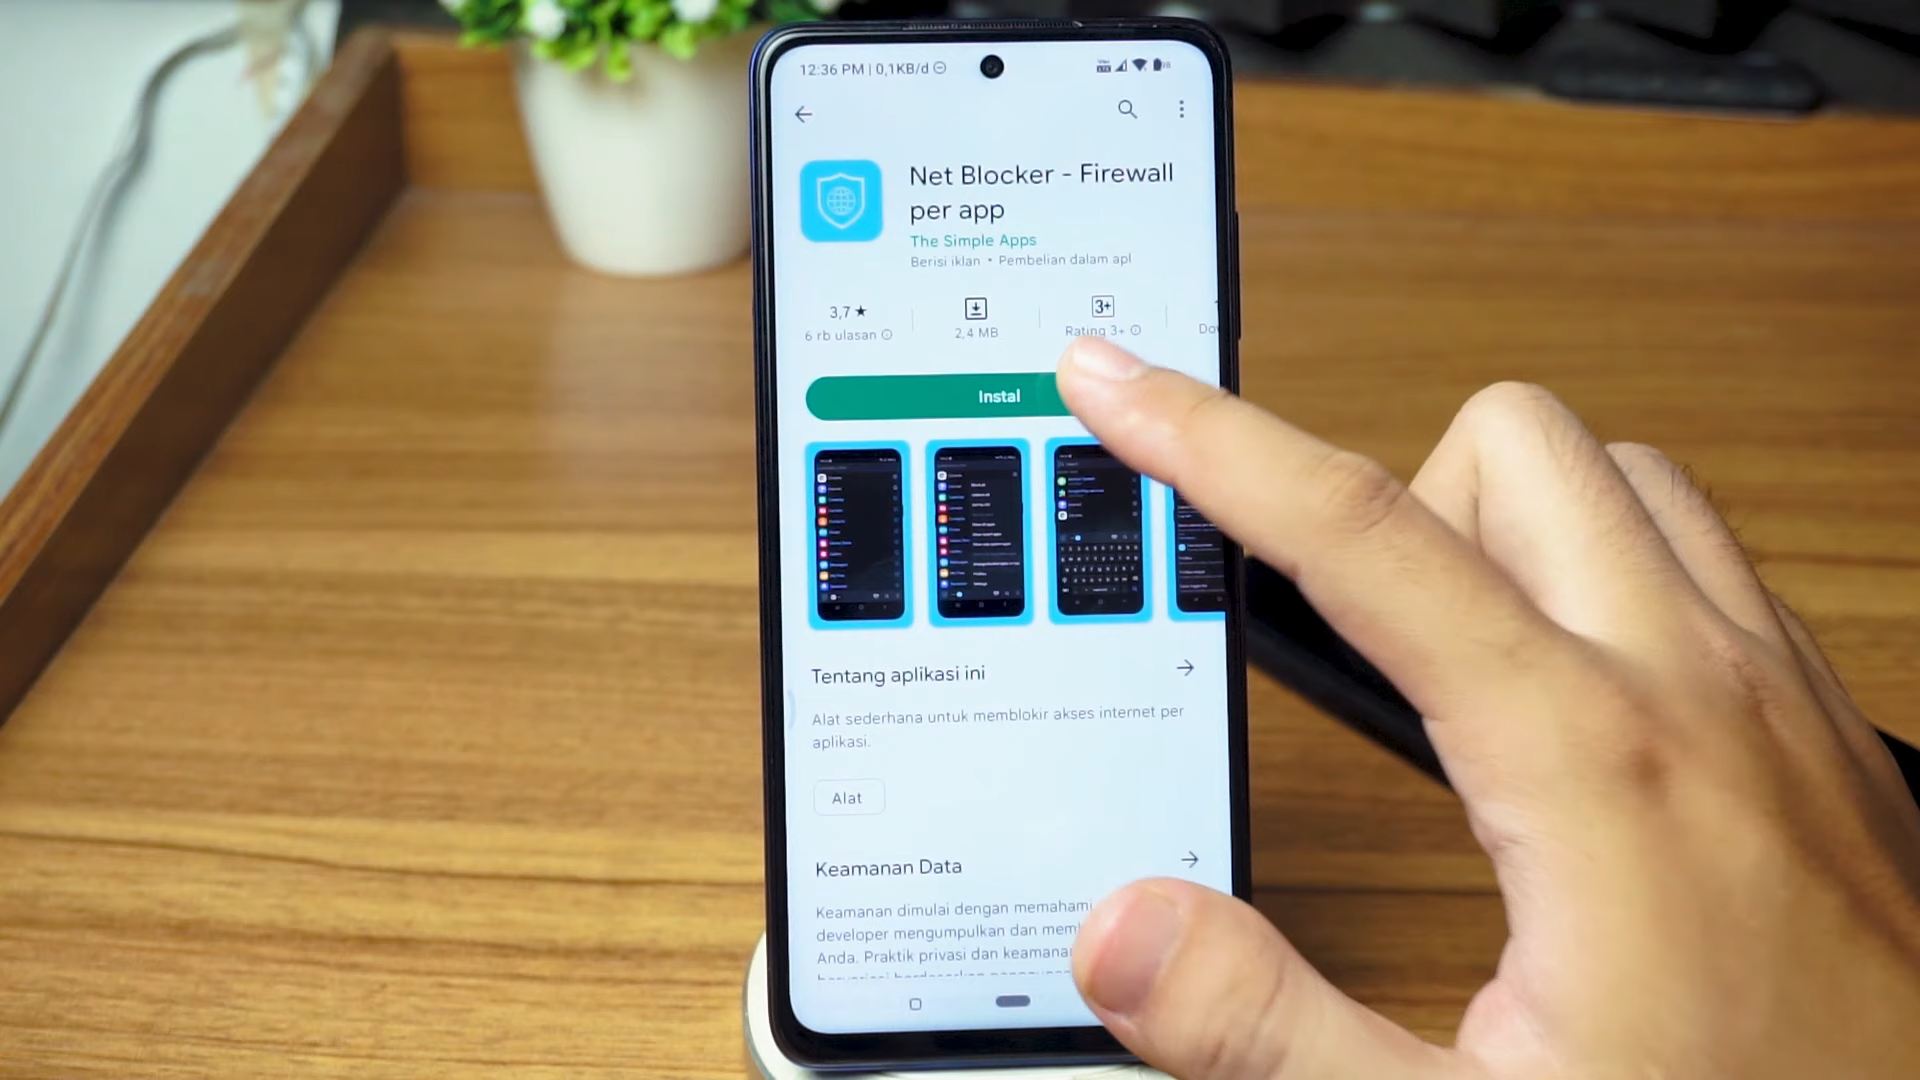 12:36 PM | 0,1KB/d
Net Blocker - Firewall
per app
The Simple Apps
Berisi iklan • Pembelian dalam apl
3,7 ★
3+
6 rb ulasan
2,4 MB
Rating 3+
Instal
Tentang aplikasi ini
Alat sederhana untuk memblokir akses internet per
aplikasi.
Alat
Keamanan Data
Keamanan dimulai dengan
developer mengumpulkan dan
Anda. Praktik privasi dan